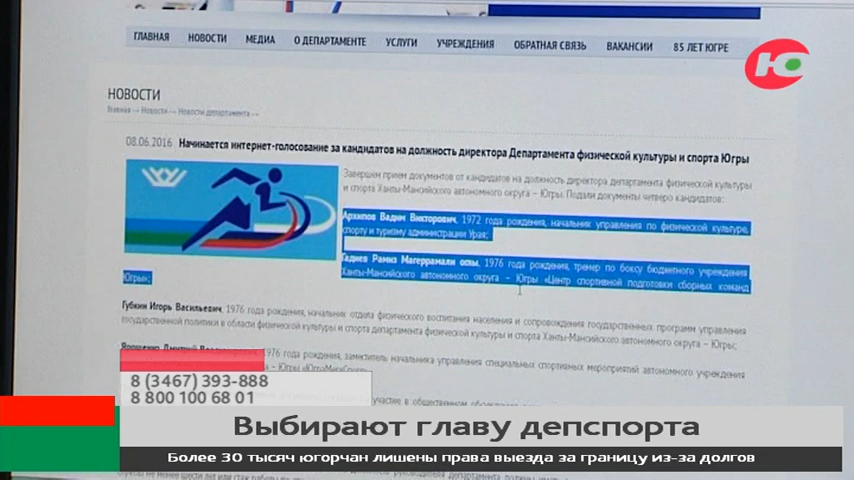 ГЛАВНАЯ НОВОСТИ МЕДИА О ДЕПАРТАМЕНТЕ УСЛУГИ УЧРЕЖДЕНИЯ ОБРАТНАЯ СВЯЗЬ ВАКАНСИИ 85 ЛЕТ ЮГРЕ
Ю
НОВОСТИ
Главная → Новости → Новости департамента →
08.06.2016 Начинается интернет-голосование за кандидатов на должность директора Департамента физической культуры и спорта Югры
Завершен прием документов от кандидатов на должность директора департамента физической культуры
и спорта Ханты-Мансийского автономного округа – Югры. Подали документы четверо кандидатов:
Архипов Вадим Викторович, 1972 года рождения, начальник управления по физической культуре,
спорту и туризму администрации Урая;
Гадиев Рамиз Магеррамали оглы, 1976 года рождения, тренер по боксу бюджетного учреждения
Ханты-Мансийского автономного округа – Югры «Центр спортивной подготовки сборных команд
Югры»;
Губкин Игорь Васильевич, 1976 года рождения, начальник отдела физического воспитания населения и сопровождения государственных программ управления
государственной политики в области физической культуры и спорта департамента физической культуры и спорта Ханты-Мансийского автономного округа – Югры;
1976 года рождения, заместитель начальника управления специальных спортивных мероприятий автономного учреждения
8 (3467) 393-888
8 800 100 68 01
участие в общественном
Выбирают главу депспорта
Более 30 тысяч югорчан лишены права выезда за границу из-за долгов